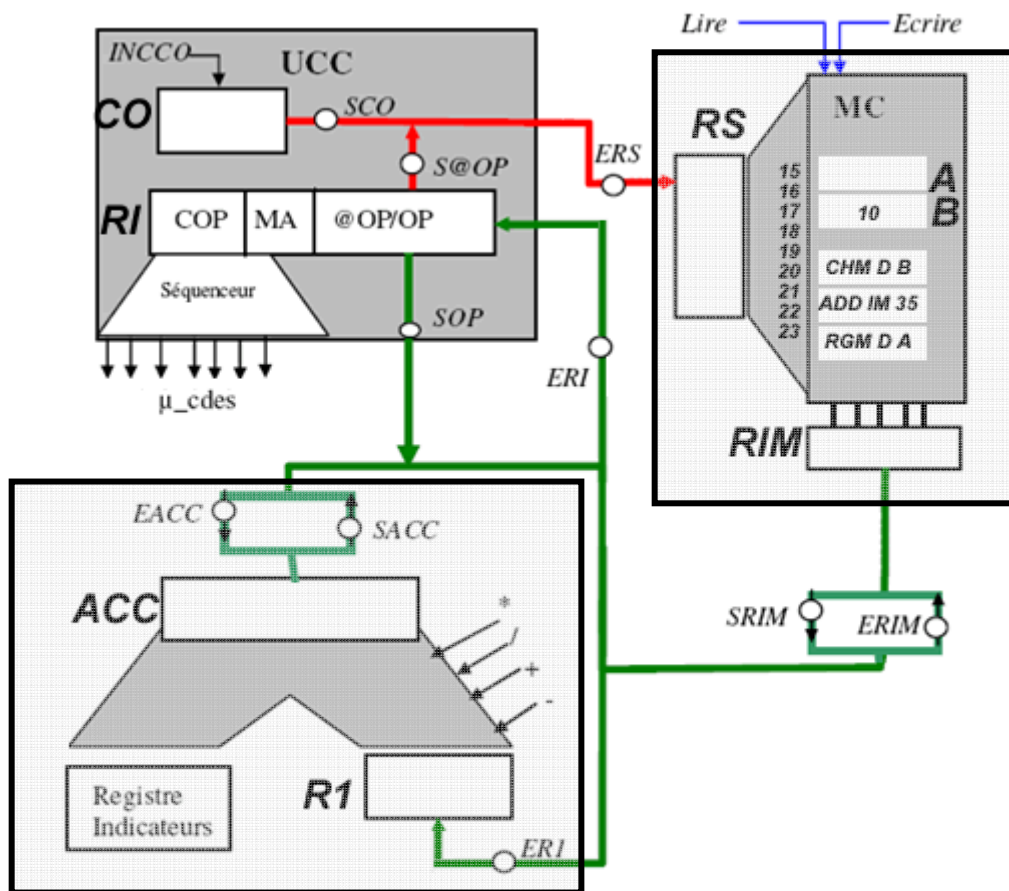 Lire
Ecrire
INCCO
UCC
CO
SCO
S@OP
ERS
RS
MC
15
16
17
18
19
20
21
22
23
A
10
B
CHM D B
ADD IM 35
RGM D A
RI
COP
MA
@OP/OP
Séquenceur
SOP
ERI
µ_cdes
RIM
EACC
SACC
ACC
*
/
+
-
SRIM
ERIM
R1
Registre
Indicateurs
ER1